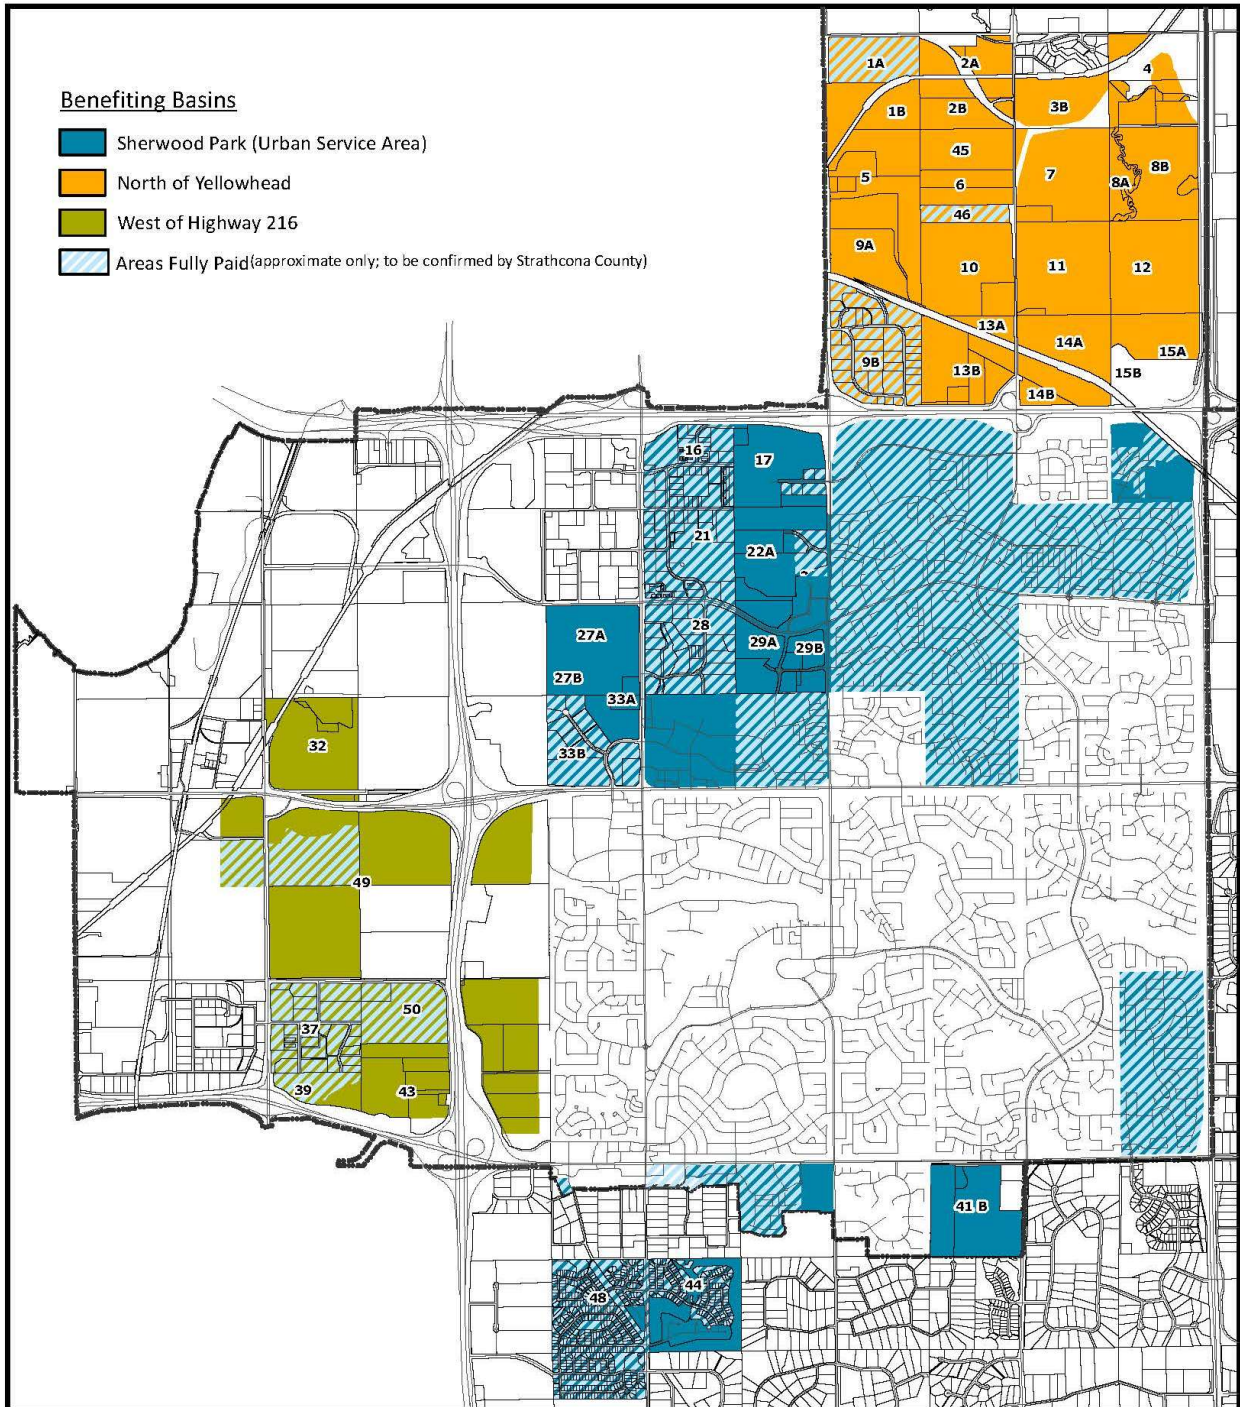 Benefiting Basins
Sherwood Park (Urban Service Area)
North of Yellowhead
West of Highway 216
Areas Fully Paid(approximate only; to be confirmed by Strathcona County)
1A
2A
4
1B
2B
3B
45
5
6
7
8A
8B
46
9A
10
11
12
13A
14A
15A
9B
13B
14B
15B
16
17
21
22A
27A
28
29A
29B
27B
33A
32
33B
49
50
37
39
43
41 B
44
48